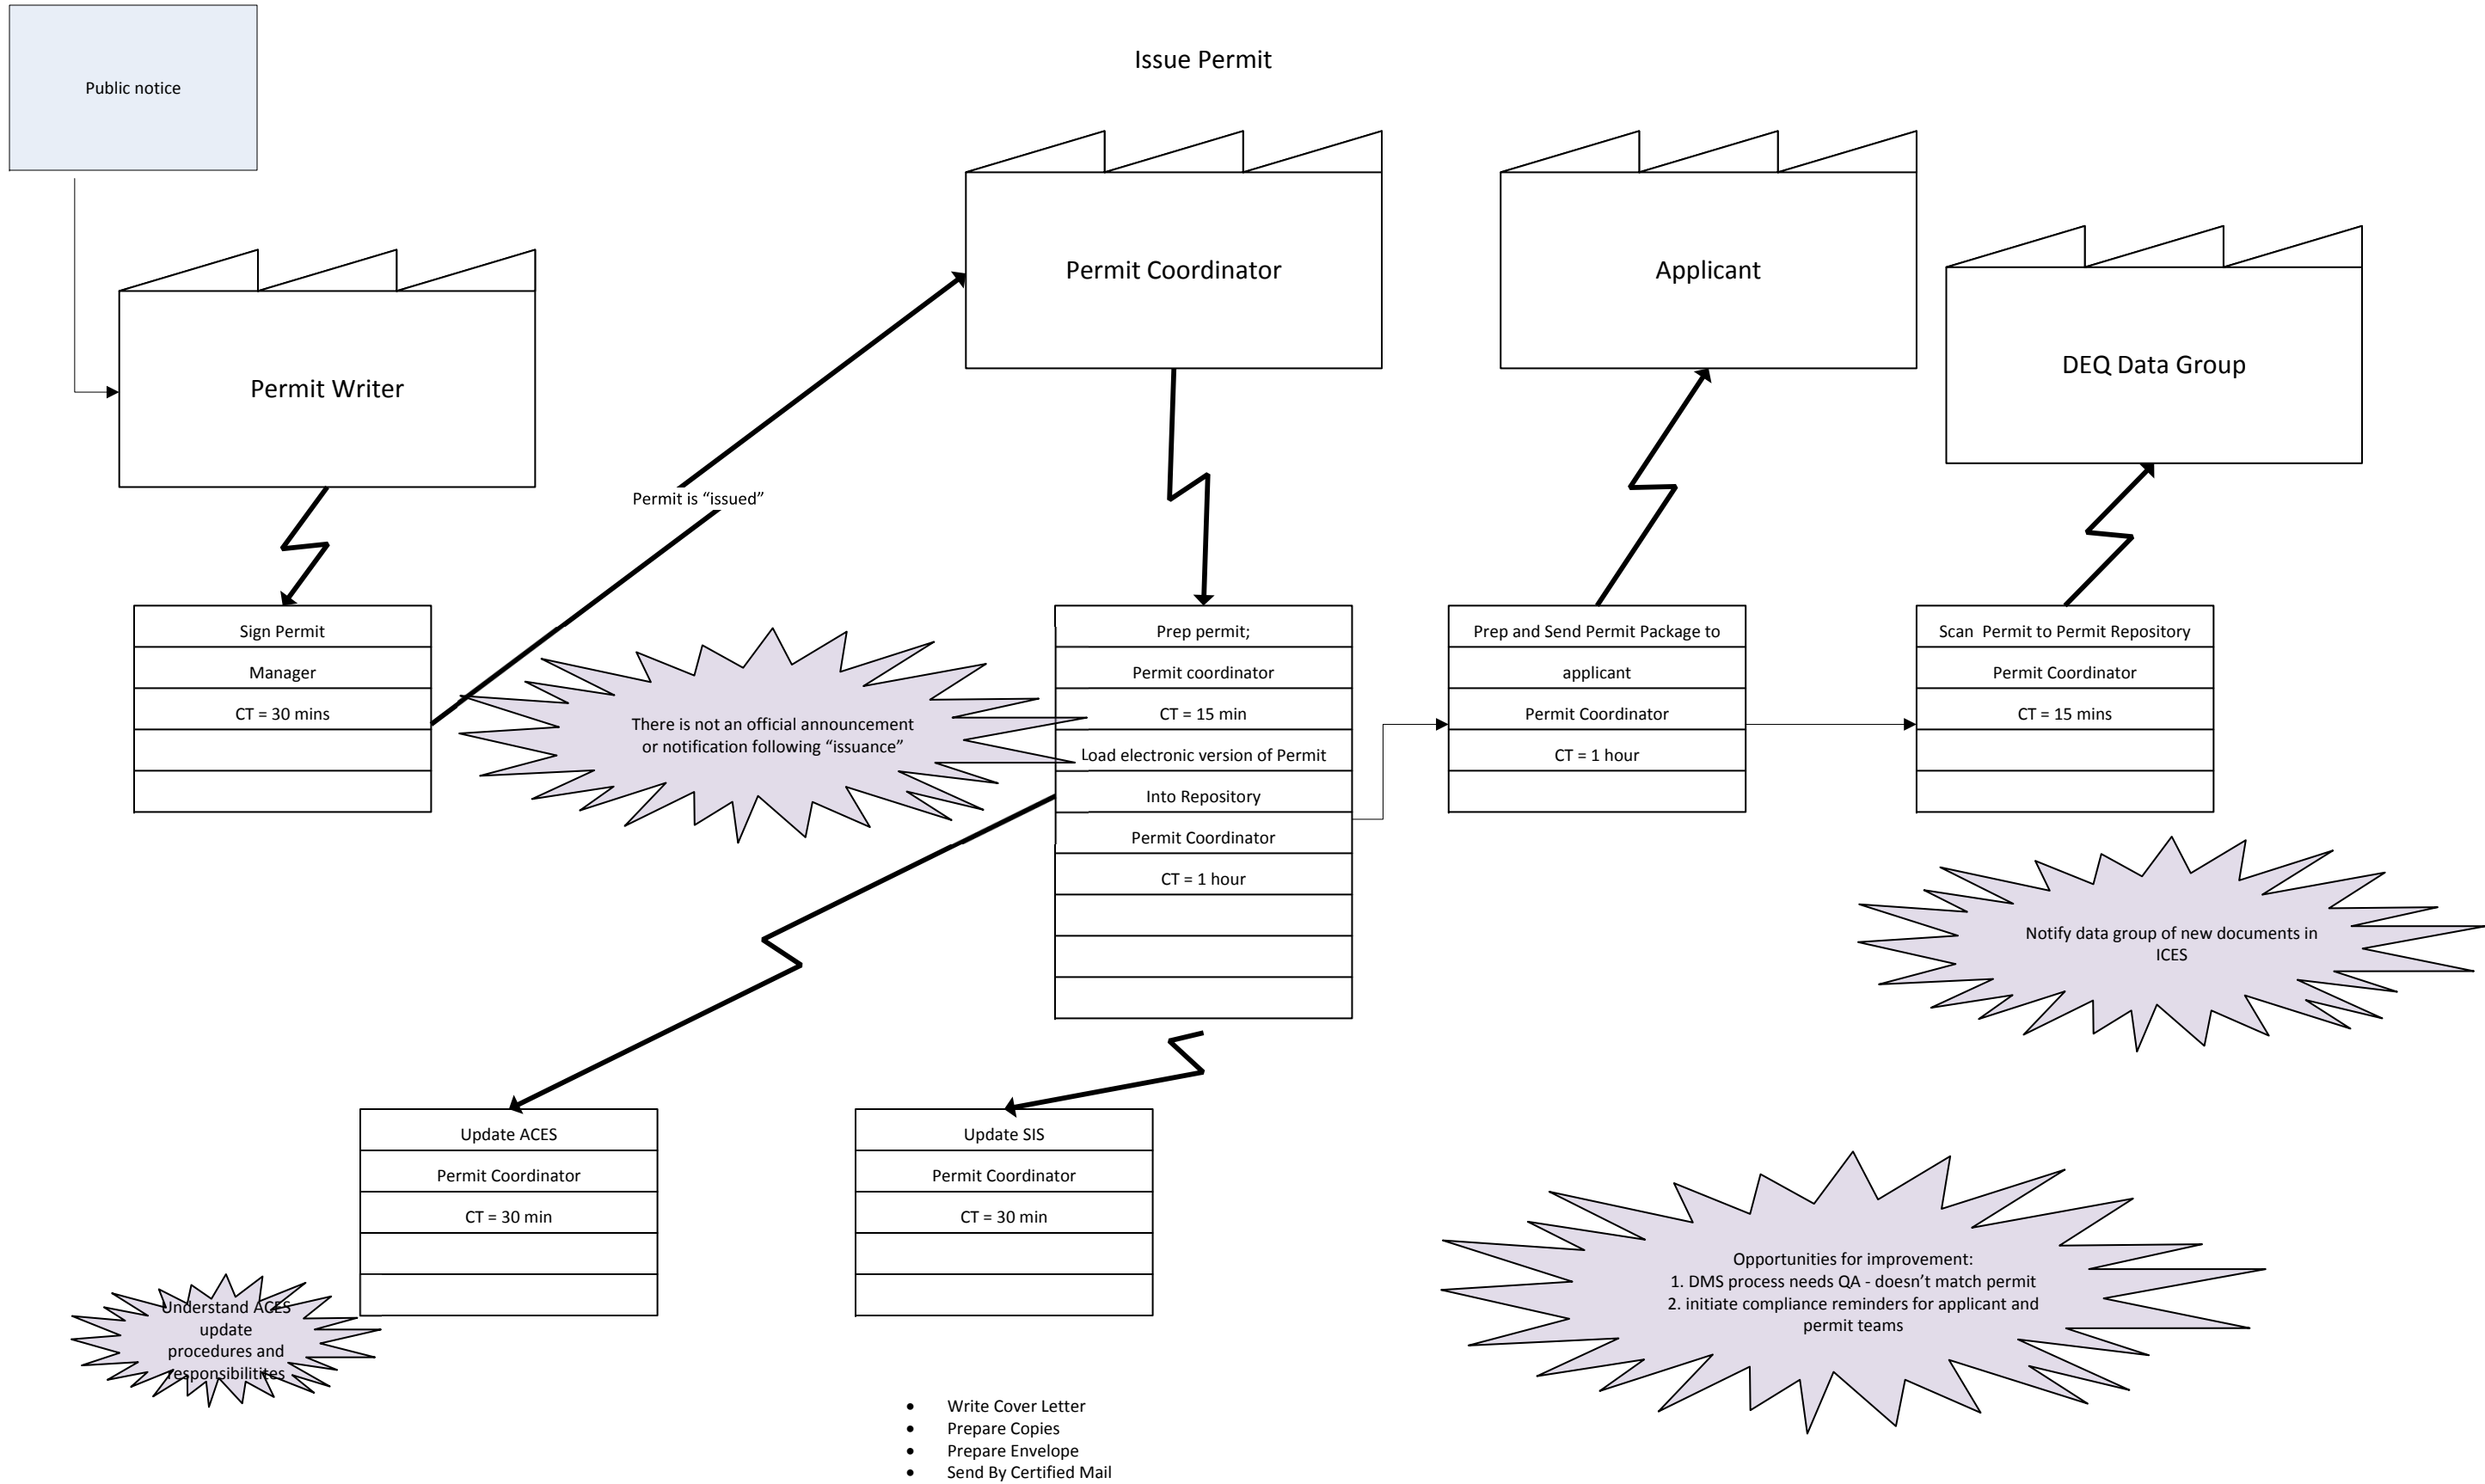 Public notice
Issue Permit
Permit Writer
Permit Coordinator
Applicant
DEQ Data Group
Permit is “issued”
Sign Permit
Manager
CT = 30 mins
There is not an official announcement
or notification following “issuance”
Prep permit;
Permit coordinator
CT = 15 min
Load electronic version of Permit
Into Repository
Permit Coordinator
CT = 1 hour
Prep and Send Permit Package to
applicant
Permit Coordinator
CT = 1 hour
Scan  Permit to Permit Repository
Permit Coordinator
CT = 15 mins
Notify data group of new documents in
ICES
Update ACES
Permit Coordinator
CT = 30 min
Update SIS
Permit Coordinator
CT = 30 min
Understand ACES
update
procedures and
responsibilitites
Opportunities for improvement:
1. DMS process needs QA - doesn’t match permit
2. initiate compliance reminders for applicant and
permit teams
• Write Cover Letter
• Prepare Copies
• Prepare Envelope
• Send By Certified Mail